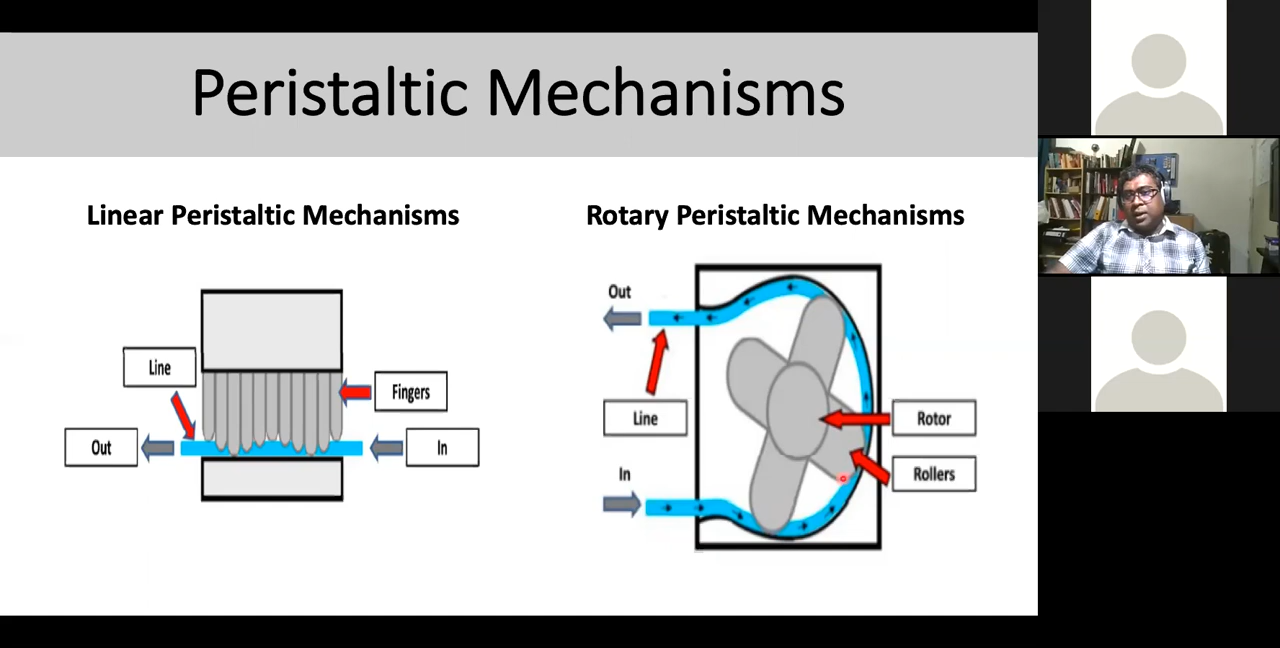 Peristaltic Mechanisms
Linear Peristaltic Mechanisms
Line
Fingers
Out
In
Rotary Peristaltic Mechanisms
Out
Line
Rotor
In
Rollers